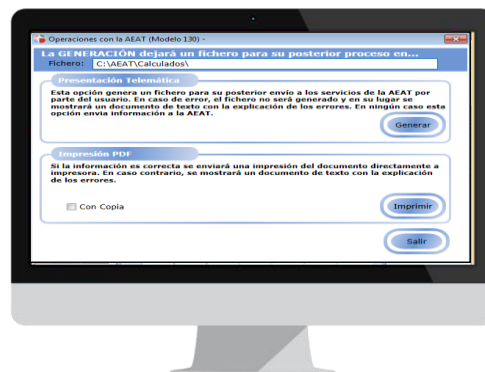 Operaciones con la AEAT (Modelo 130) -
La GENERACIÓN dejará un fichero para su posterior proceso en...
Fichero: C:\AEAT\Calculados\
Presentación Telemática
Esta opción genera un fichero para su posterior envío a los servicios de la AEAT por
parte del usuario. En caso de error, el fichero no será generado y en su lugar se
mostrará un documento de texto con la explicación de los errores. En ningún caso esta
opción envia información a la AEAT.
Generar
Impresión PDF
Si la información es correcta se enviará una impresión del documento directamente a
impresora. En caso contrario, se mostrará un documento de texto con la explicación
de los errores.
Con Copia
Imprimir
Salir